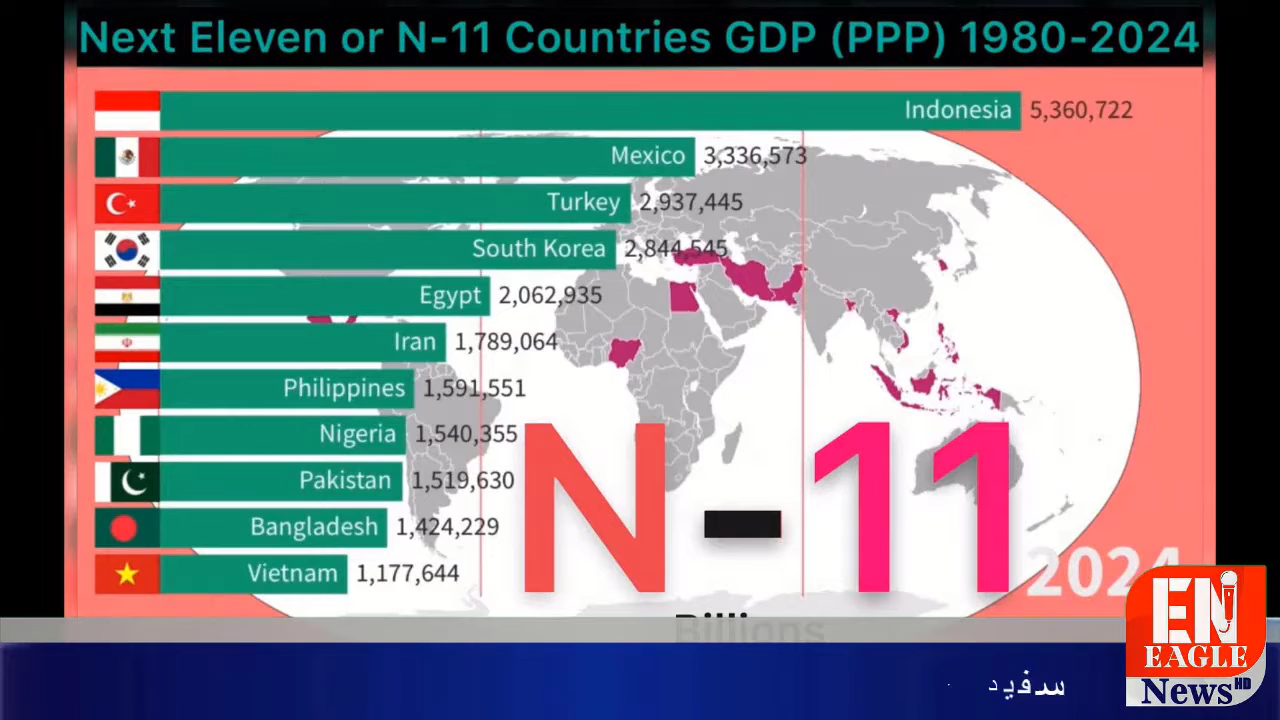 Next Eleven or N-11 Countries GDP (PPP) 1980-2024
Indonesia 5,360,722
Mexico 3,336,573
Turkey 2,937,445
South Korea 2,844,545
Egypt 2,062,935
Iran 1,789,064
Philippines 1,591,551
Nigeria 1,540,355
Pakistan 1,519,630
Bangladesh 1,424,229
Vietnam 1,177,644
N-11
2024
Billions
EN
EAGLE
News HD
سفید